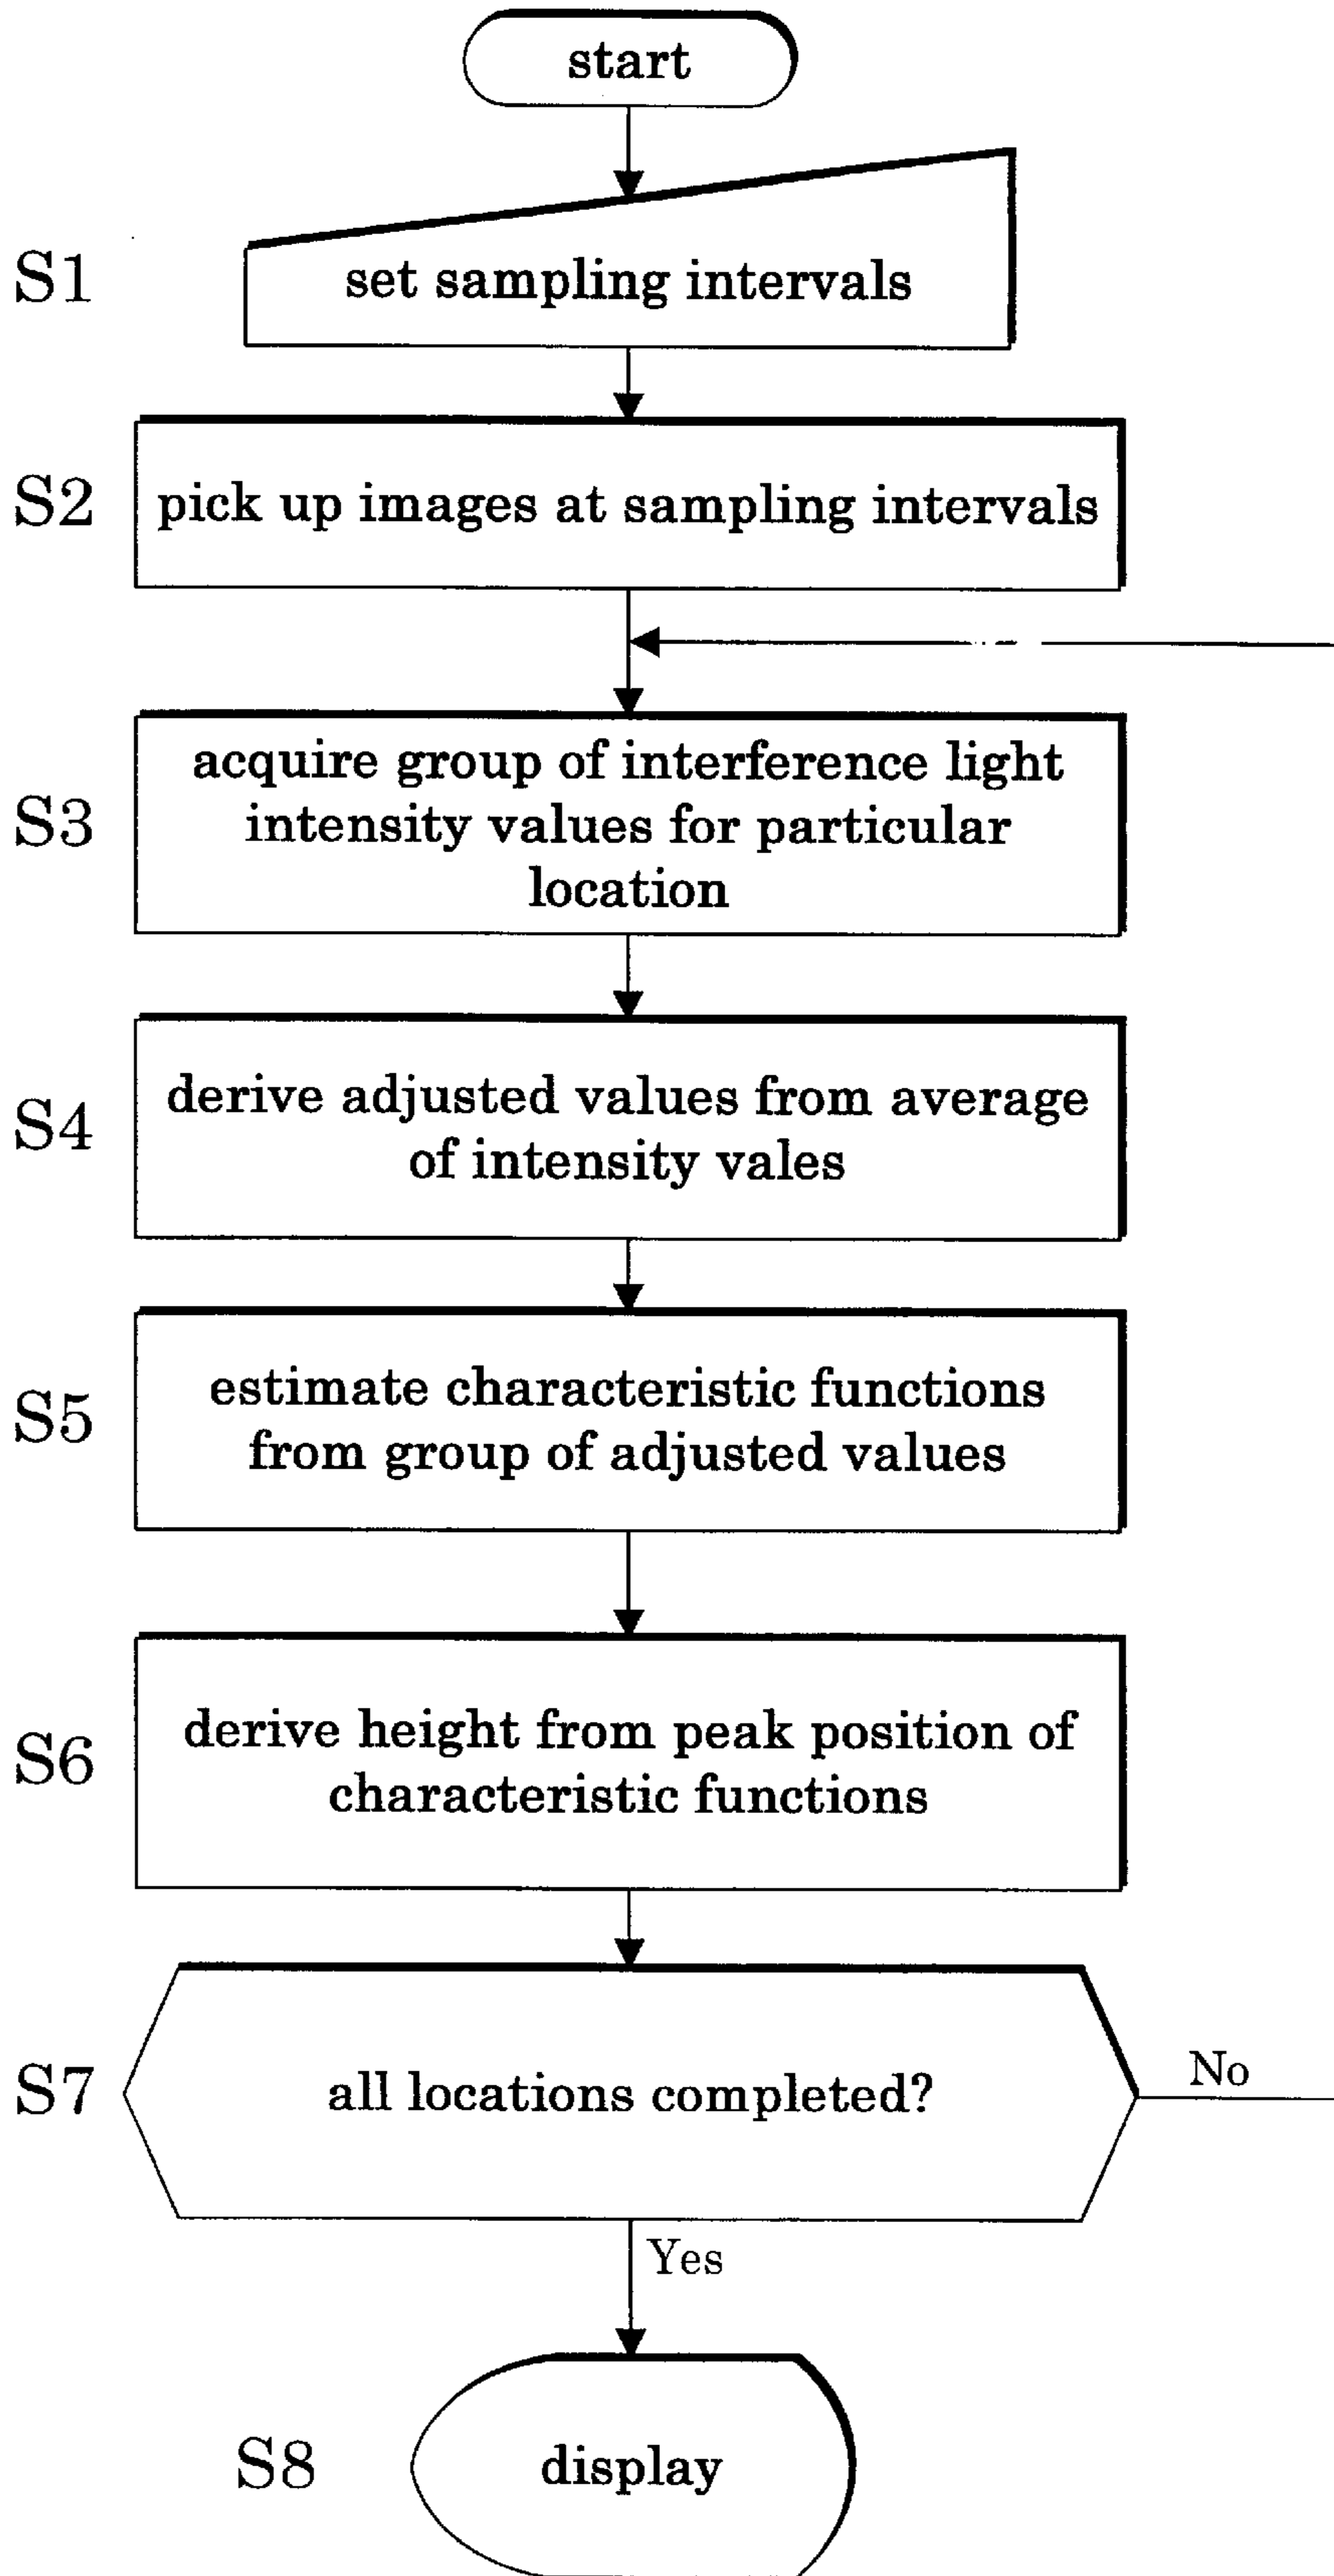 start
S1
set sampling intervals
S2
pick up images at sampling intervals
S3
acquire group of interference light
intensity values for particular
location
S4
derive adjusted values from average
of intensity vales
S5
estimate characteristic functions
from group of adjusted values
S6
derive height from peak position of
characteristic functions
S7
all locations completed?
No
Yes
S8
display